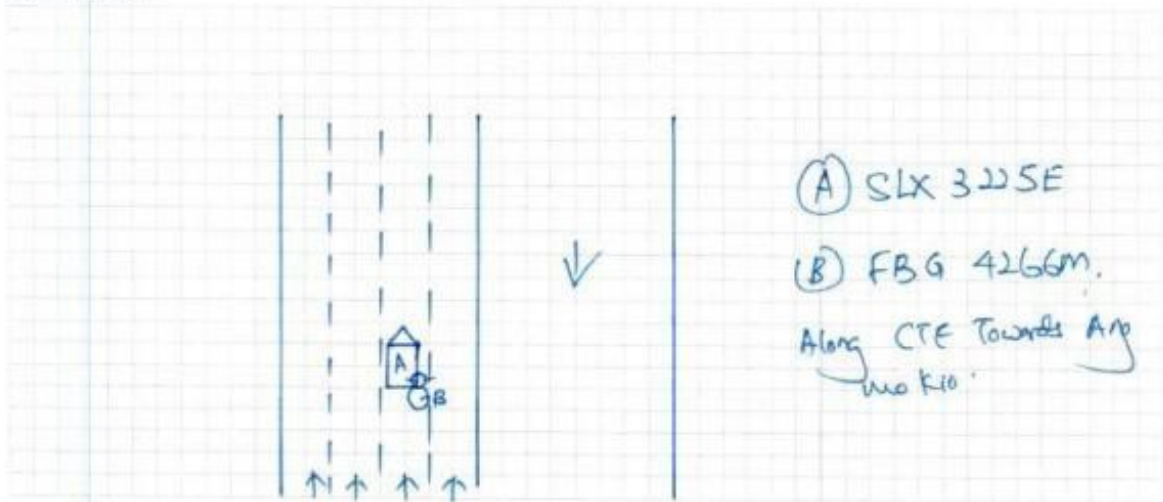 A
B
(A) SLX 3225E
(B) FBG 4266M.
Along CTE Towards Ang
mo Kio.